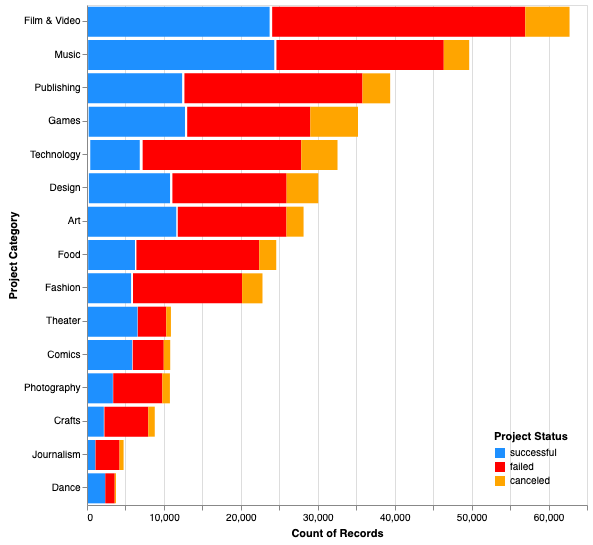 Film & Video
Music
Publishing
Games
Technology
Design
Art
Food
Fashion
Theater
Comics
Photography
Crafts
Journalism
Dance
Project Category
Project Status
successful
failed
canceled
0 10,000 20,000 30,000 40,000 50,000 60,000
Count of Records